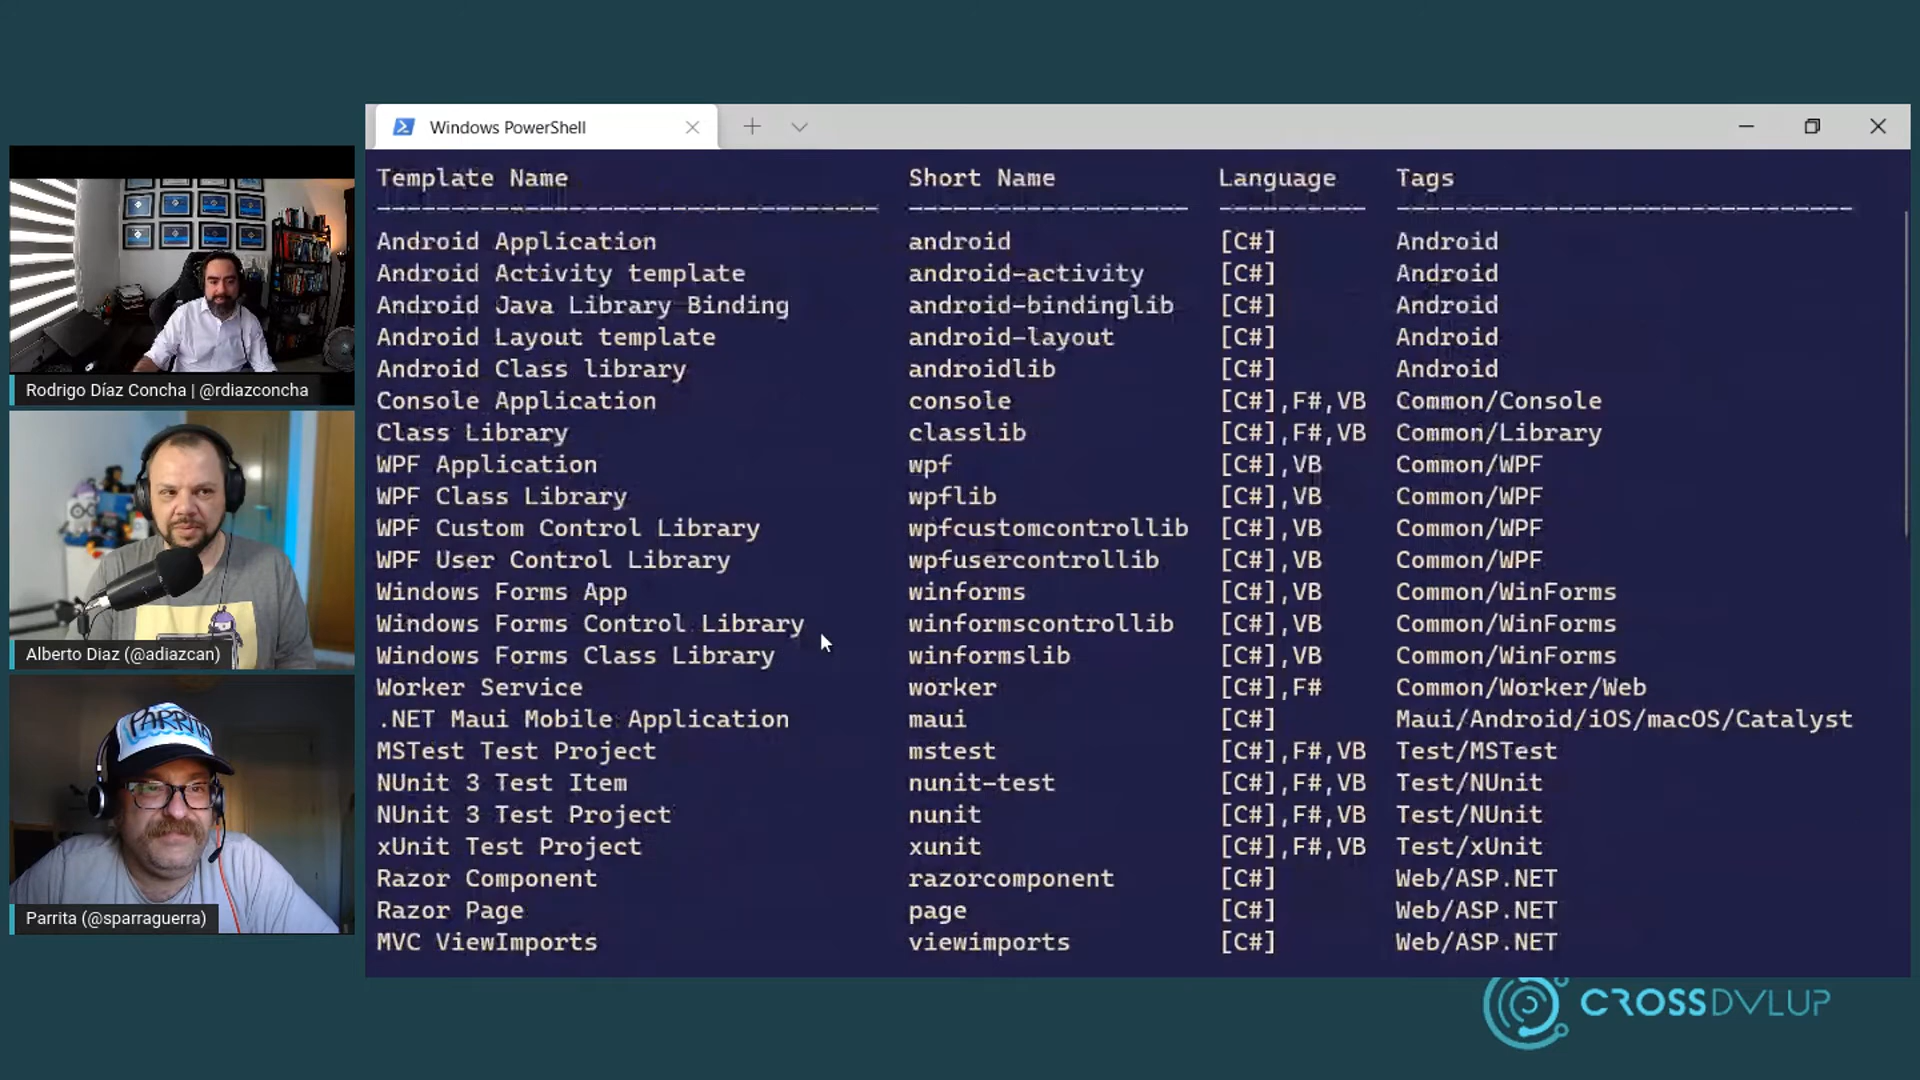 Windows PowerShell
Template Name Short Name Language Tags
Android Application android [C#] Android
Android Activity template android-activity [C#] Android
Android Java Library Binding android-bindinglib [C#] Android
Android Layout template android-layout [C#] Android
Android Class library androidlib [C#] Android
Console Application console [C#],F#,VB Common/Console
Class Library classlib [C#],F#,VB Common/Library
WPF Application wpf [C#],VB Common/WPF
WPF Class Library wpflib [C#],VB Common/WPF
WPF Custom Control Library wpfcustomcontrollib [C#],VB Common/WPF
WPF User Control Library wpfusercontrollib [C#],VB Common/WPF
Windows Forms App winforms [C#],VB Common/WinForms
Windows Forms Control Library winformscontrollib [C#],VB Common/WinForms
Windows Forms Class Library winformslib [C#],VB Common/WinForms
Worker Service worker [C#],F# Common/Worker/Web
.NET Maui Mobile Application maui [C#] Maui/Android/iOS/macOS/Catalyst
MSTest Test Project mstest [C#],F#,VB Test/MSTest
NUnit 3 Test Item nunit-test [C#],F#,VB Test/NUnit
NUnit 3 Test Project nunit [C#],F#,VB Test/NUnit
xUnit Test Project xunit [C#],F#,VB Test/xUnit
Razor Component razorcomponent [C#] Web/ASP.NET
Razor Page page [C#] Web/ASP.NET
MVC ViewImports viewimports [C#] Web/ASP.NET
Rodrigo Díaz Concha | @rdiazconcha
Alberto Diaz (@adiazcan)
PARRITA
Parrita (@sparraguerra)
CROSSDVLUP